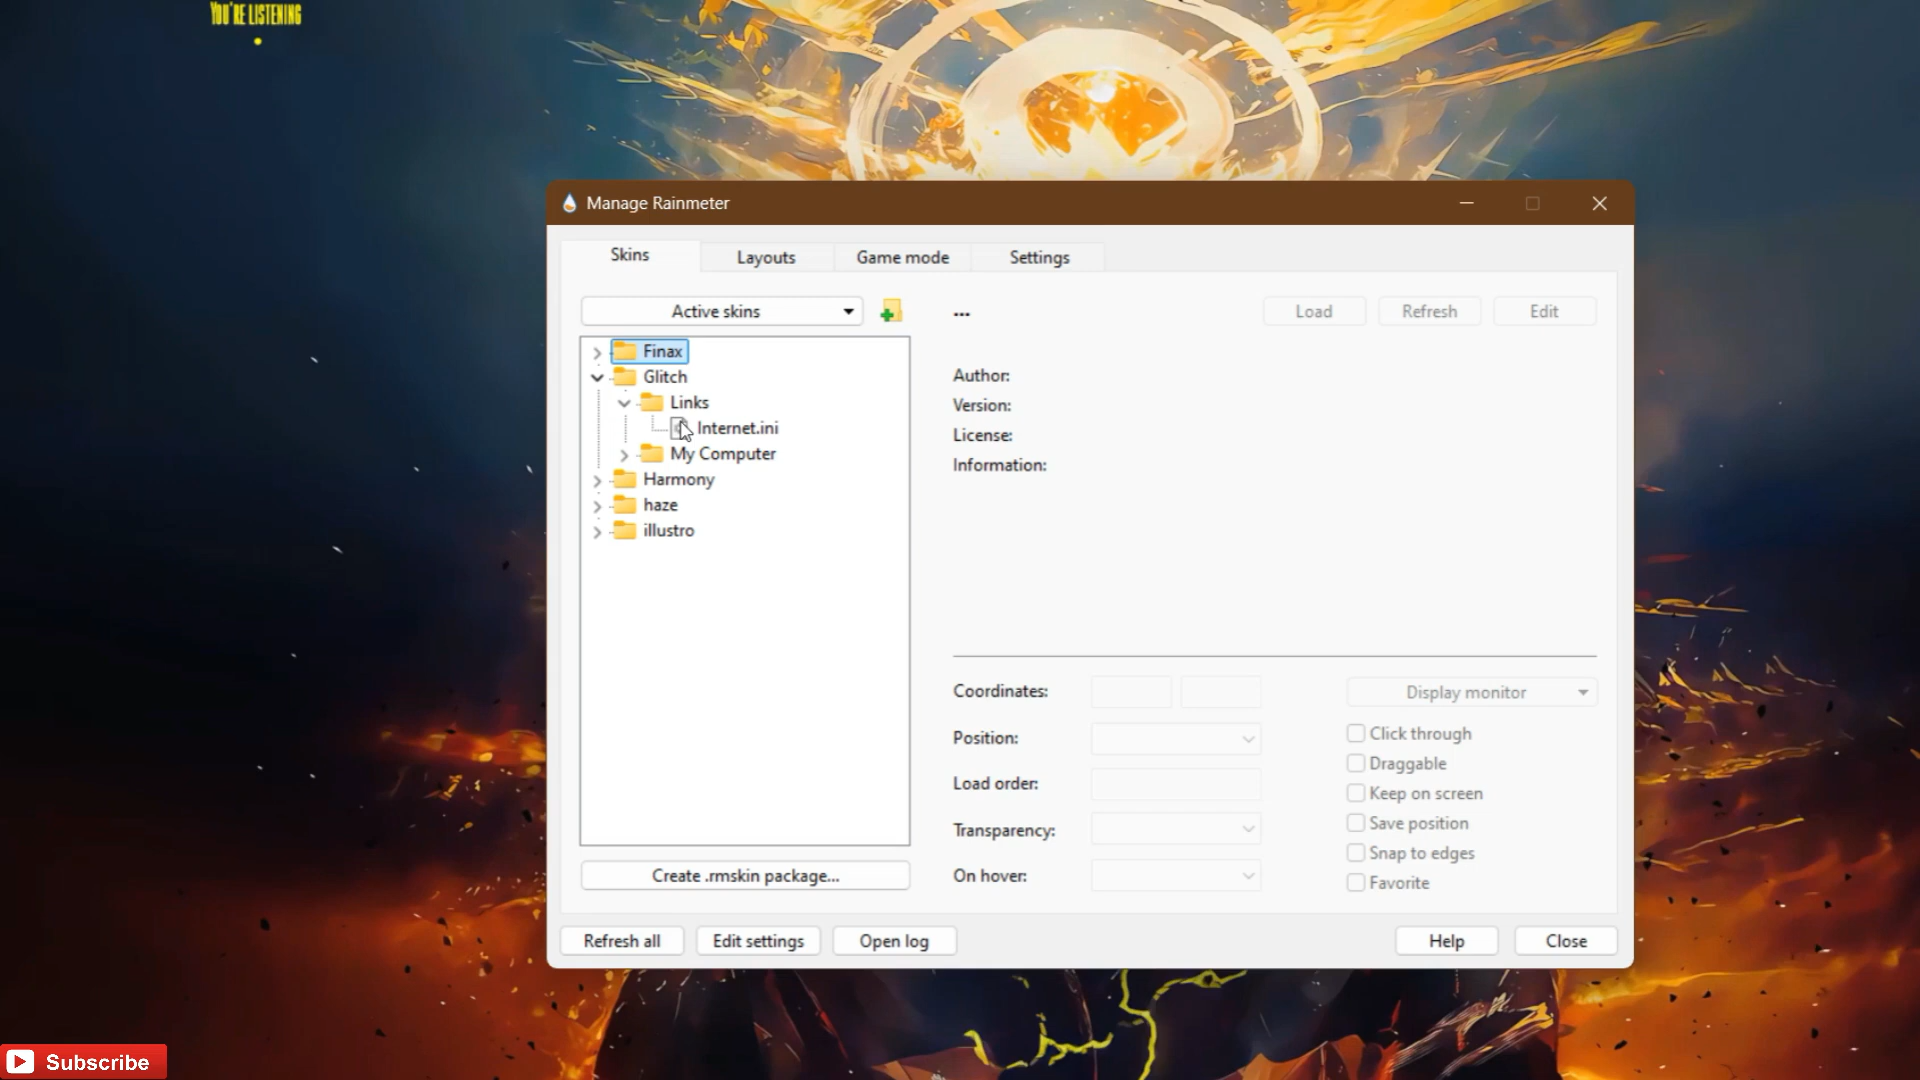 YOU'RE LISTENING
Manage Rainmeter
Skins
Layouts
Game mode
Settings
Active skins
...
Load
Refresh
Edit
Finax
Glitch
Links
Internet.ini
My Computer
Harmony
haze
illustro
Author:
Version:
License:
Information:
Coordinates:
Display monitor
Position:
Click through
Draggable
Load order:
Keep on screen
Transparency:
Save position
Snap to edges
On hover:
Favorite
Create .rmskin package...
Refresh all
Edit settings
Open log
Help
Close
Subscribe